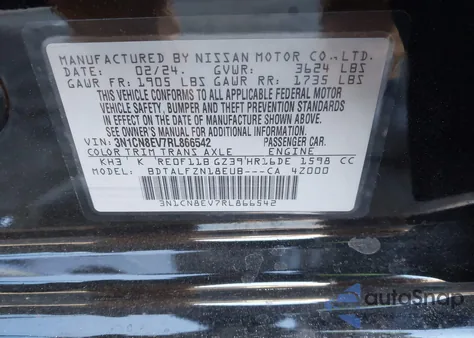 MANUFACTURED BY NISSAN MOTOR CO., LTD.
DATE: 02/24. GVWR: 3624 LBS
GAWR FR: 1905 LBS GAWR RR: 1735 LBS
THIS VEHICLE CONFORMS TO ALL APPLICABLE FEDERAL MOTOR
VEHICLE SAFETY, BUMPER AND THEFT PREVENTION STANDARDS
IN EFFECT ON THE DATE OF MANUFACTURE SHOWN ABOVE.
SEE OWNER'S MANUAL FOR ADDITIONAL INFORMATION
VIN: 3N1CN8EV7RL866542 PASSENGER CAR.
COLOR TRIM TRANS AXLE ENGINE
KH3 K RE0F11B GZ39 HR16DE 1598 CC
MODEL: BDTALFZN18EUB---CA 4Z000
3N1CN8EV7RL866542
autoSnap